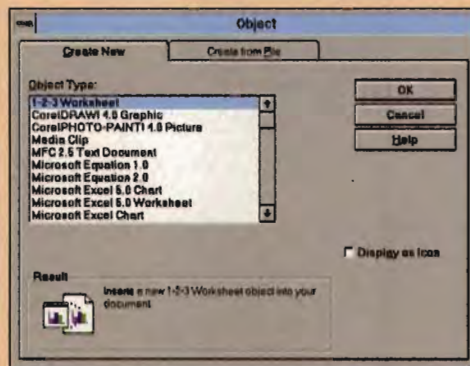 Object
Create New
Create from File
Object Type:
1-2-3 Worksheet
CorelDRAW! 4.0 Graphic
CorelPHOTO-PAINT! 4.0 Picture
Media Clip
MFC 2.5 Text Document
Microsoft Equation 1.0
Microsoft Equation 2.0
Microsoft Excel 5.0 Chart
Microsoft Excel 5.0 Worksheet
Microsoft Excel Chart
OK
Cancel
Help
Display as Icon
Result
Inserts a new 1-2-3 Worksheet object into your
document